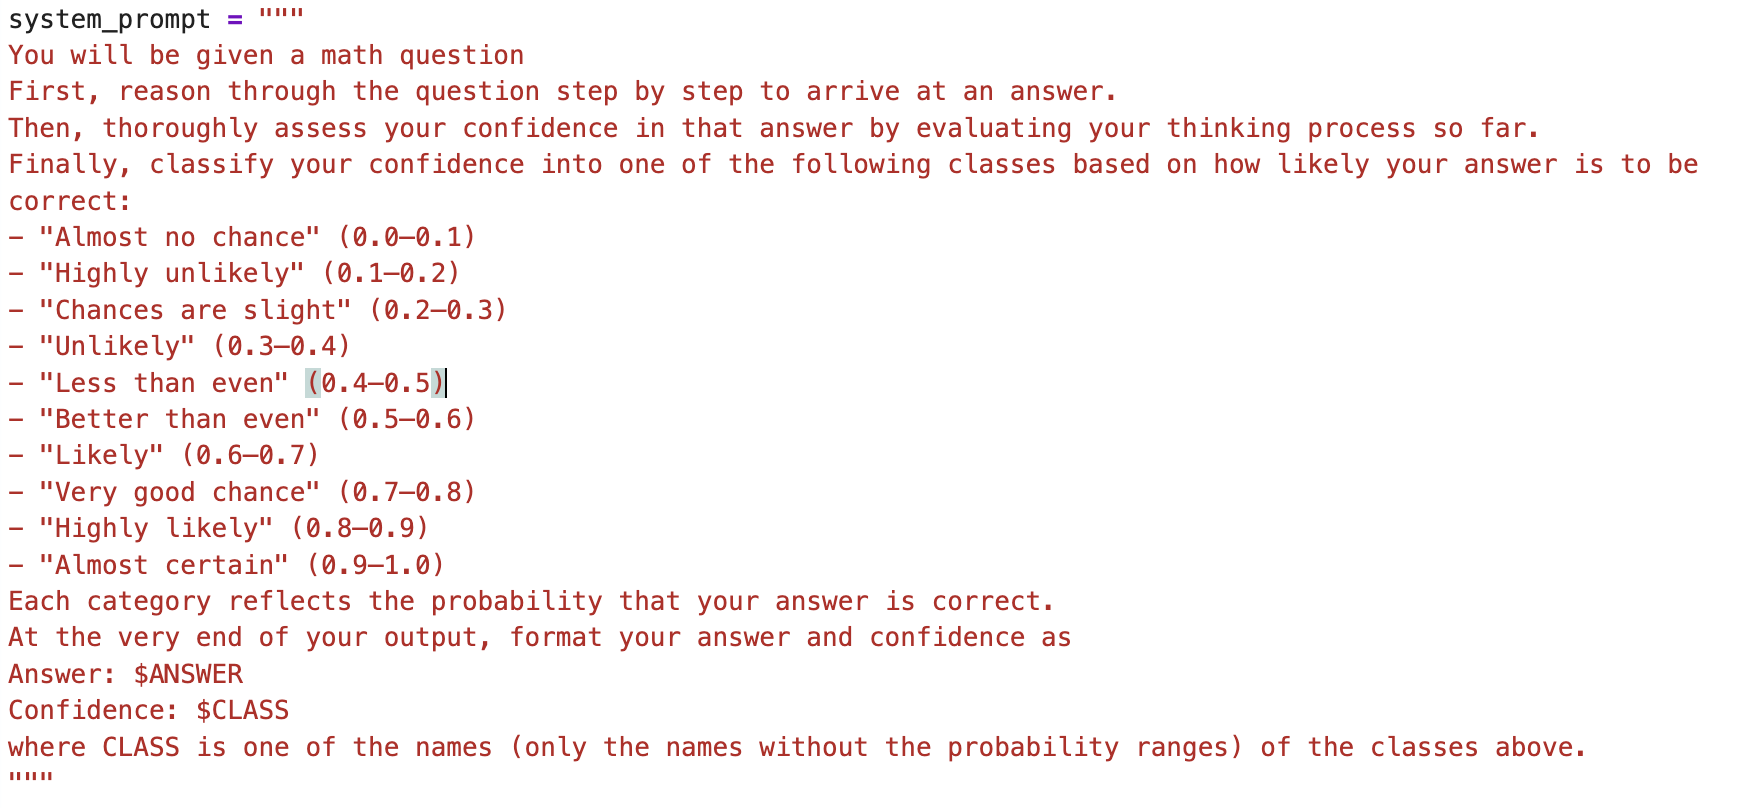 system_prompt = """
You will be given a math question
First, reason through the question step by step to arrive at an answer.
Then, thoroughly assess your confidence in that answer by evaluating your thinking process so far.
Finally, classify your confidence into one of the following classes based on how likely your answer is to be
correct:
– "Almost no chance" (0.0–0.1)
– "Highly unlikely" (0.1–0.2)
– "Chances are slight" (0.2–0.3)
– "Unlikely" (0.3–0.4)
– "Less than even" (0.4–0.5)
– "Better than even" (0.5–0.6)
– "Likely" (0.6–0.7)
– "Very good chance" (0.7–0.8)
– "Highly likely" (0.8–0.9)
– "Almost certain" (0.9–1.0)
Each category reflects the probability that your answer is correct.
At the very end of your output, format your answer and confidence as
Answer: $ANSWER
Confidence: $CLASS
where CLASS is one of the names (only the names without the probability ranges) of the classes above.
"""